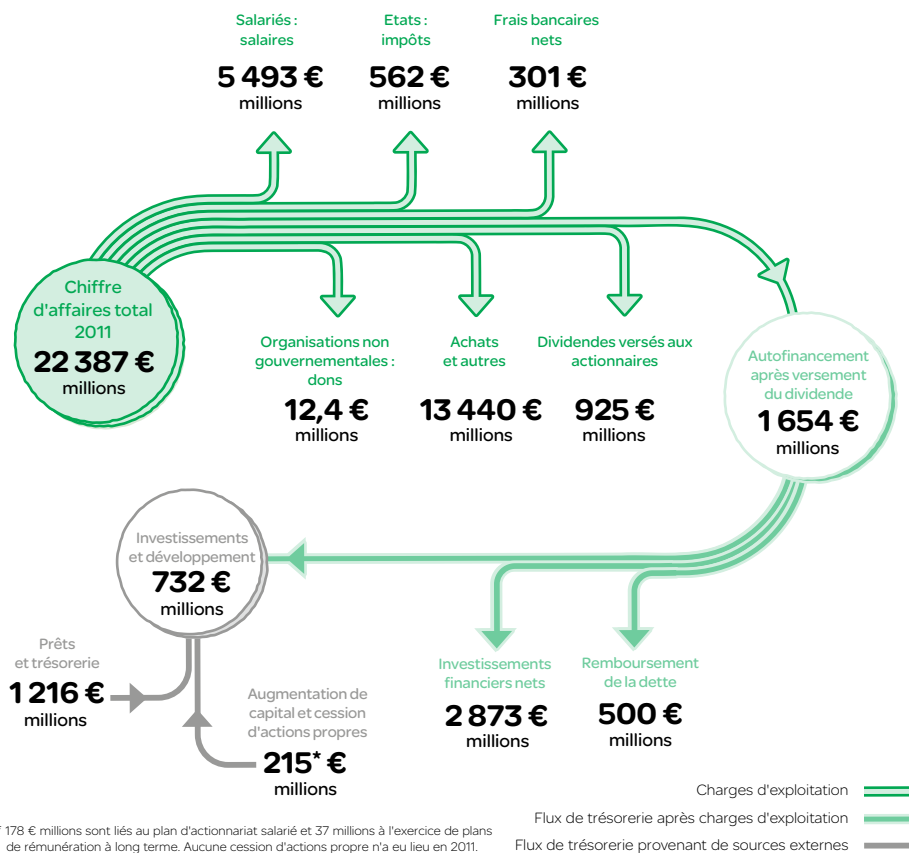 Salariés :
salaires
5 493 €
millions
Etats :
impôts
562 €
millions
Frais bancaires
nets
301 €
millions
Chiffre
d'affaires total
2011
22 387 €
millions
Organisations non
gouvernementales :
dons
12,4 €
millions
Achats
et autres
13 440 €
millions
Dividendes versés aux
actionnaires
925 €
millions
Autofinancement
après versement
du dividende
1 654 €
millions
Investissements
et développement
732 €
millions
Prêts
et trésorerie
1 216 €
millions
Augmentation de
capital et cession
d'actions propres
215* €
millions
Investissements
financiers nets
2 873 €
millions
Remboursement
de la dette
500 €
millions
Charges d'exploitation
Flux de trésorerie après charges d'exploitation
Flux de trésorerie provenant de sources externes
* 178 € millions sont liés au plan d'actionnariat salarié et 37 millions à l'exercice de plans
de rémunération à long terme. Aucune cession d'actions propre n'a eu lieu en 2011.